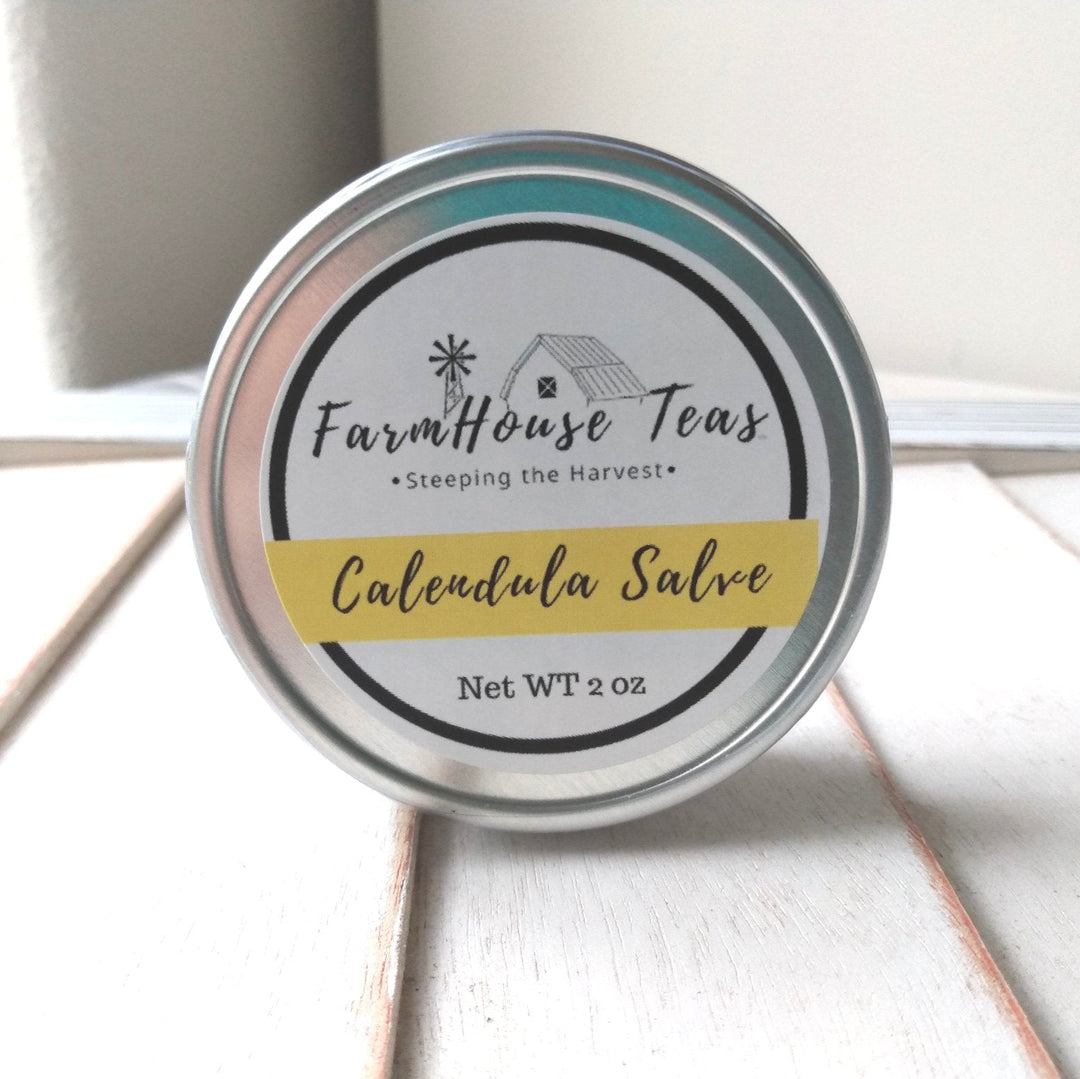 FarmHouse Teas
•Steeping the Harvest•
Calendula Salve
Net WT 2 oz